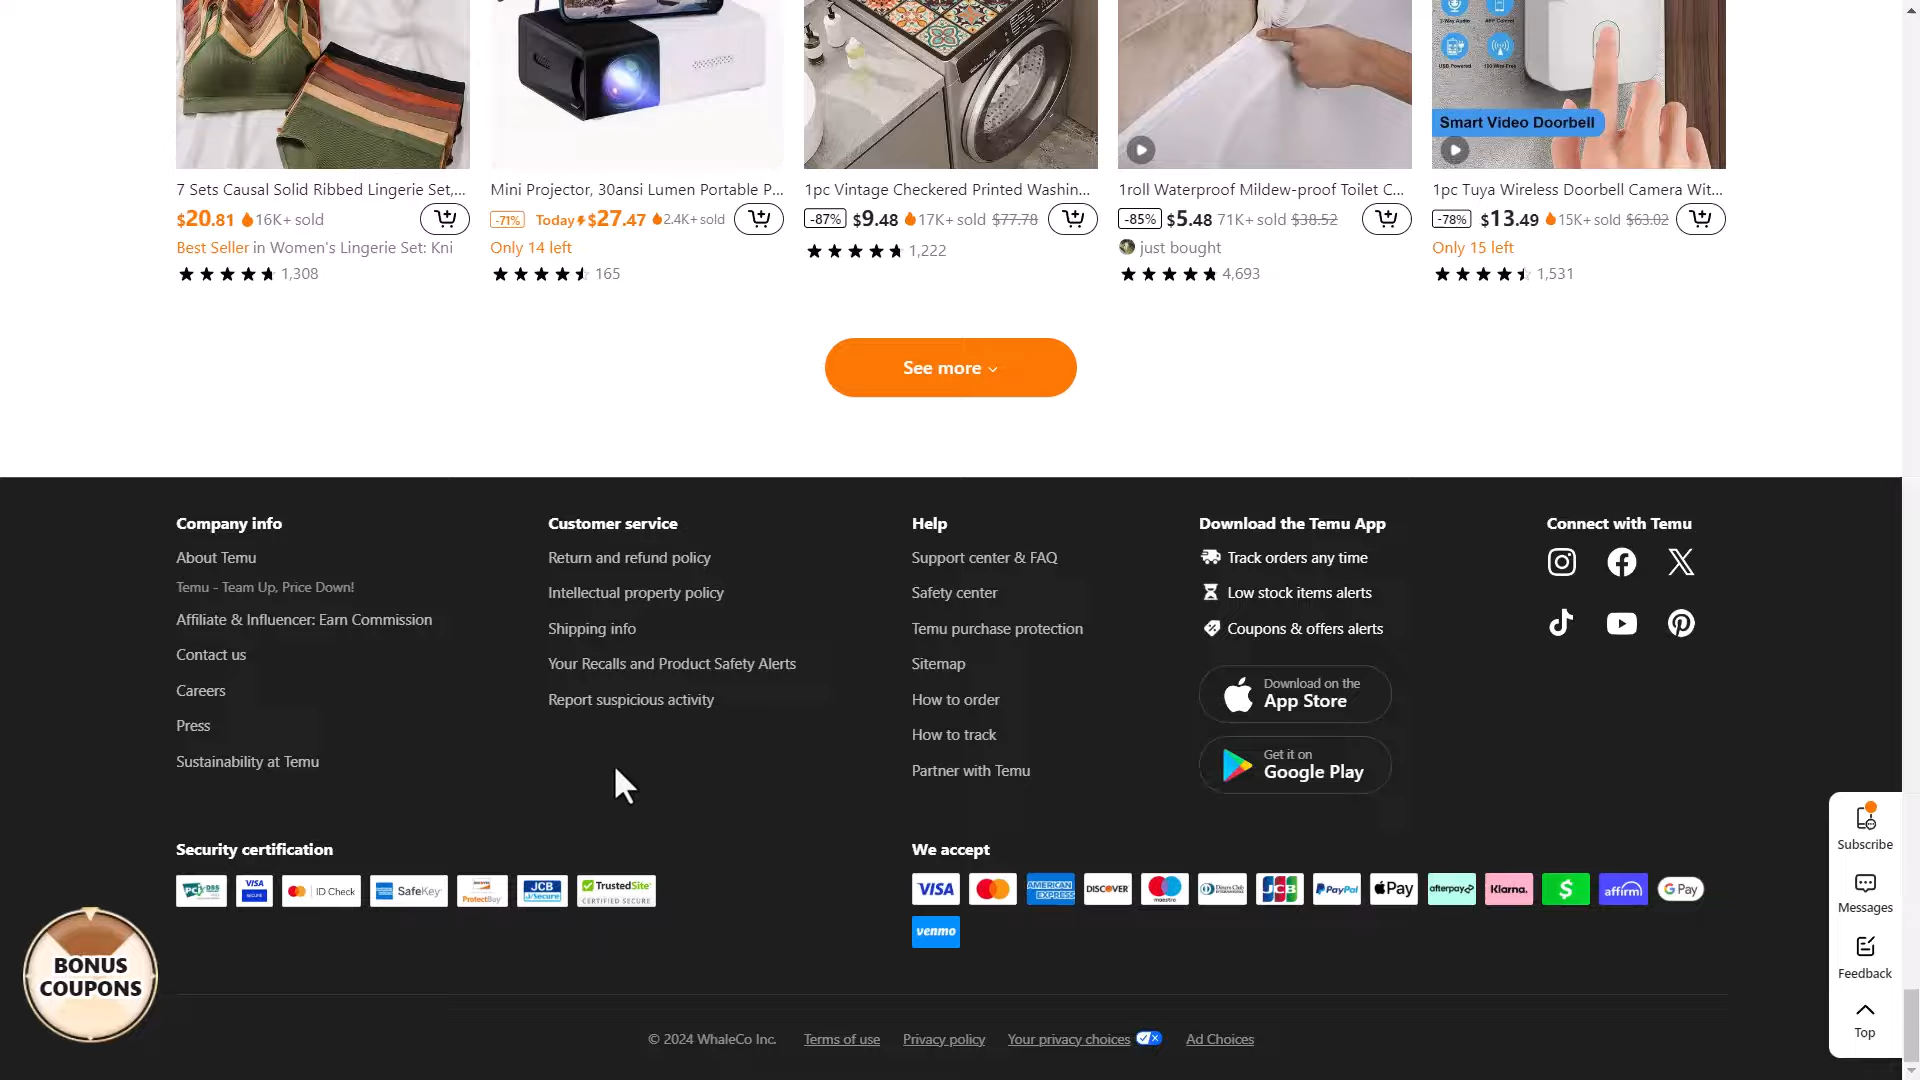 2-Way Audio APP Control
USB Powered
Smart Video Doorbell
7 Sets Causal Solid Ribbed Lingerie Set,...
$20.81 16K+ sold
Best Seller in Women's Lingerie Set: Kni
1,308
Mini Projector, 30ansi Lumen Portable P...
-71% Today $27.47 2.4K+ sold
Only 14 left
165
1pc Vintage Checkered Printed Washin...
-87% $9.48 17K+ sold $77.78
1,222
1roll Waterproof Mildew-proof Toilet C...
-85% $5.48 71K+ sold $38.52
just bought
4,693
1pc Tuya Wireless Doorbell Camera Wit...
-78% $13.49 15K+ sold $63.02
Only 15 left
1,531
See more
Company info
About Temu
Temu - Team Up, Price Down!
Affiliate & Influencer: Earn Commission
Contact us
Careers
Press
Sustainability at Temu
Customer service
Return and refund policy
Intellectual property policy
Shipping info
Your Recalls and Product Safety Alerts
Report suspicious activity
Help
Support center & FAQ
Safety center
Temu purchase protection
Sitemap
How to order
How to track
Partner with Temu
Download the Temu App
Track orders any time
Low stock items alerts
Coupons & offers alerts
Download on the
App Store
Get it on
Google Play
Connect with Temu
Security certification
PCI DSS
VISA
SECURE
ID Check
SafeKey
DISCOVER
ProtectBuy
JCB
J/Secure
TrustedSite
CERTIFIED SECURE
We accept
VISA
AMERICAN
EXPRESS
DISCOVER
maestro
Diners Club
INTERNATIONAL
JCB
PayPal
Pay
afterpay
Klarna.
$
affirm
G Pay
venmo
BONUS
COUPONS
Subscribe
Messages
Feedback
Top
© 2024 WhaleCo Inc. Terms of use Privacy policy Your privacy choices Ad Choices